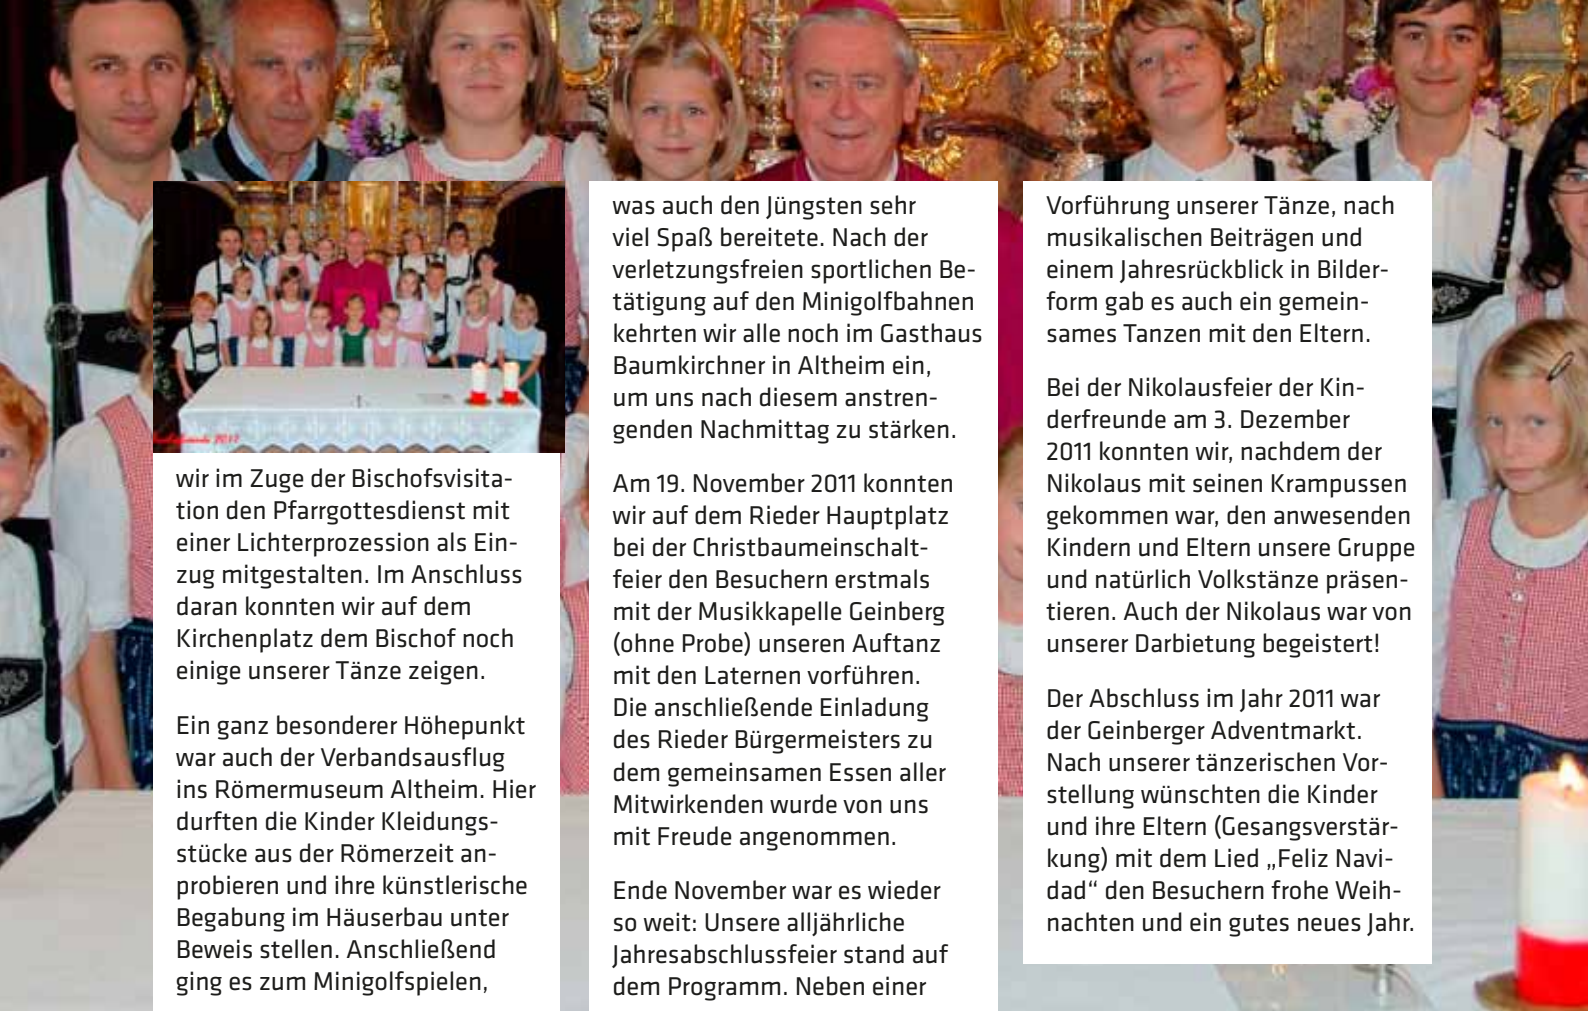 wir im Zuge der Bischofsvisita-
tion den Pfarrgottesdienst mit
einer Lichterprozession als Ein-
zug mitgestalten. Im Anschluss
daran konnten wir auf dem
Kirchenplatz dem Bischof noch
einige unserer Tänze zeigen.
Ein ganz besonderer Höhepunkt
war auch der Verbandsausflug
ins Römermuseum Altheim. Hier
durften die Kinder Kleidungs-
stücke aus der Römerzeit an-
probieren und ihre künstlerische
Begabung im Häuserbau unter
Beweis stellen. Anschließend
ging es zum Minigolfspielen,
was auch den Jüngsten sehr
viel Spaß bereitete. Nach der
verletzungsfreien sportlichen Be-
tätigung auf den Minigolfbahnen
kehrten wir alle noch im Gasthaus
Baumkirchner in Altheim ein,
um uns nach diesem anstren-
genden Nachmittag zu stärken.
Am 19. November 2011 konnten
wir auf dem Rieder Hauptplatz
bei der Christbaumeinschalt-
feier den Besuchern erstmals
mit der Musikkapelle Geinberg
(ohne Probe) unseren Auftanz
mit den Laternen vorführen.
Die anschließende Einladung
des Rieder Bürgermeisters zu
dem gemeinsamen Essen aller
Mitwirkenden wurde von uns
mit Freude angenommen.
Ende November war es wieder
so weit: Unsere alljährliche
Jahresabschlussfeier stand auf
dem Programm. Neben einer
Vorführung unserer Tänze, nach
musikalischen Beiträgen und
einem Jahresrückblick in Bilder-
form gab es auch ein gemein-
sames Tanzen mit den Eltern.
Bei der Nikolausfeier der Kin-
derfreunde am 3. Dezember
2011 konnten wir, nachdem der
Nikolaus mit seinen Krampussen
gekommen war, den anwesenden
Kindern und Eltern unsere Gruppe
und natürlich Volkstänze präsen-
tieren. Auch der Nikolaus war von
unserer Darbietung begeistert!
Der Abschluss im Jahr 2011 war
der Geinberger Adventmarkt.
Nach unserer tänzerischen Vor-
stellung wünschten die Kinder
und ihre Eltern (Gesangsverstär-
kung) mit dem Lied „Feliz Navi-
dad“ den Besuchern frohe Weih-
nachten und ein gutes neues Jahr.